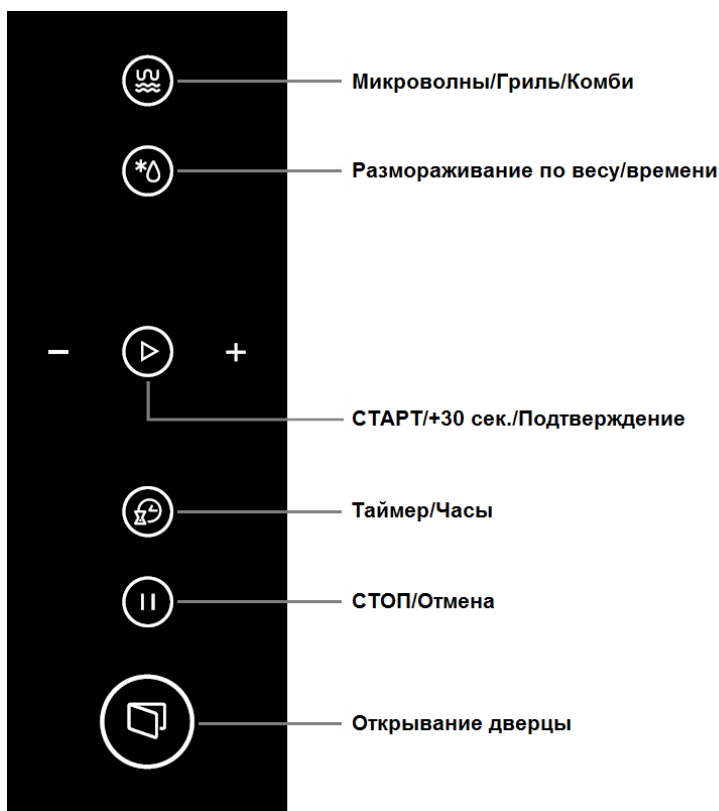 Микроволны/Гриль/Комби
Размораживание по весу/времени
− +
СТАРТ/+30 сек./Подтверждение
Таймер/Часы
СТОП/Отмена
Открывание дверцы